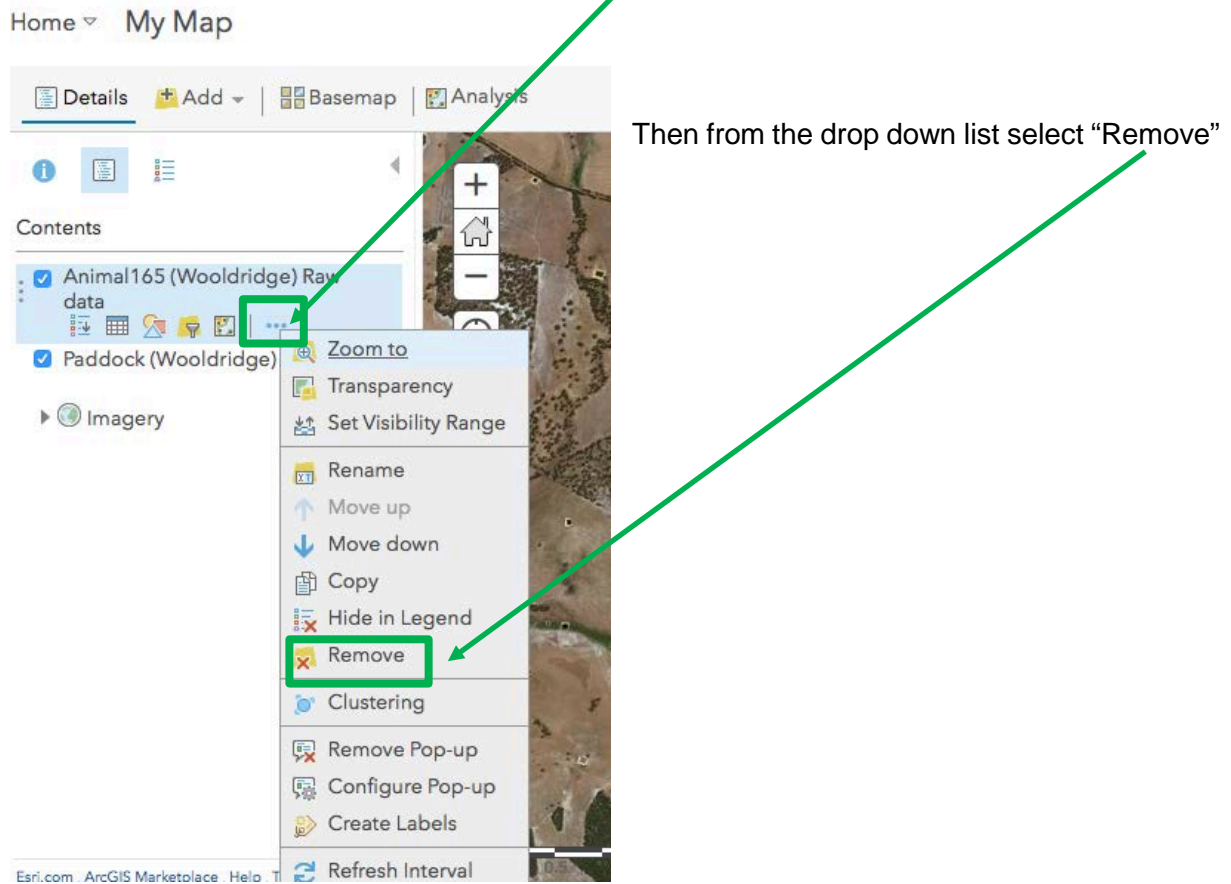 Home My Map
Details Add Basemap Analysis
Then from the drop down list select “Remove”
Contents
Animal165 (Wooldridge) Raw
data
Paddock (Wooldridge)
Imagery
Zoom to
Transparency
Set Visibility Range
Rename
Move up
Move down
Copy
Hide in Legend
Remove
Clustering
Remove Pop-up
Configure Pop-up
Create Labels
Refresh Interval
Esri.com . ArcGIS Marketplace . Help . T